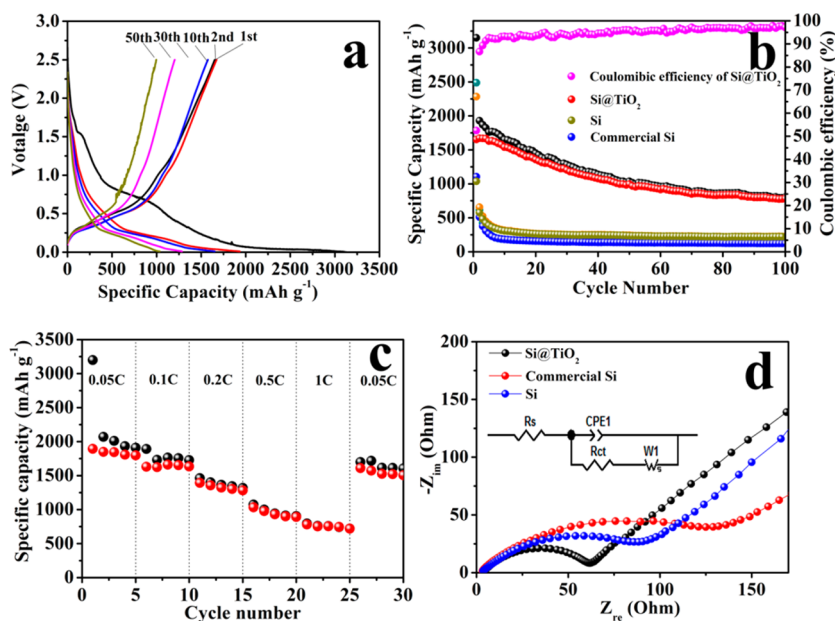 a
50th 30th 10th 2nd 1st
Votalge (V)
3.0
2.5
2.0
1.5
1.0
0.5
0.0
0 500 1000 1500 2000 2500 3000 3500
Specific Capacity (mAh g⁻¹)
b
Coulombic efficiency of Si@TiO₂
Si@TiO₂
Si
Commercial Si
Specific Capacity (mAh g⁻¹)
3000
2500
2000
1500
1000
500
0
Coulombic efficiency (%)
100
90
80
70
60
50
40
30
20
10
0
0 20 40 60 80 100
Cycle Number
c
0.05C 0.1C 0.2C 0.5C 1C 0.05C
Specific capacity (mAh g⁻¹)
3500
3000
2500
2000
1500
1000
500
0
0 5 10 15 20 25 30
Cycle number
d
Si@TiO₂
Commercial Si
Si
Rs CPE1
Rct W1
s
-Z_im (Ohm)
200
150
100
50
0
0 50 100 150
Z_re (Ohm)